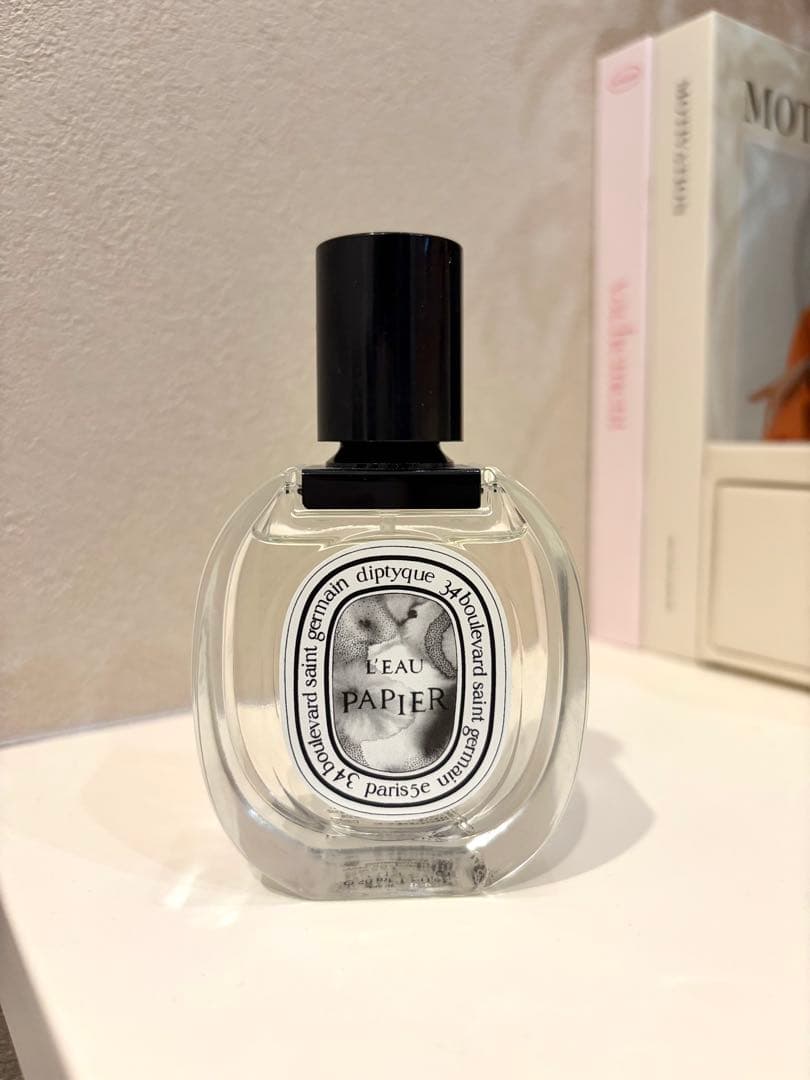 MOT
diptyque 34 boulevard saint germain paris5e 34 boulevard saint germain
L'EAU
PAPIER